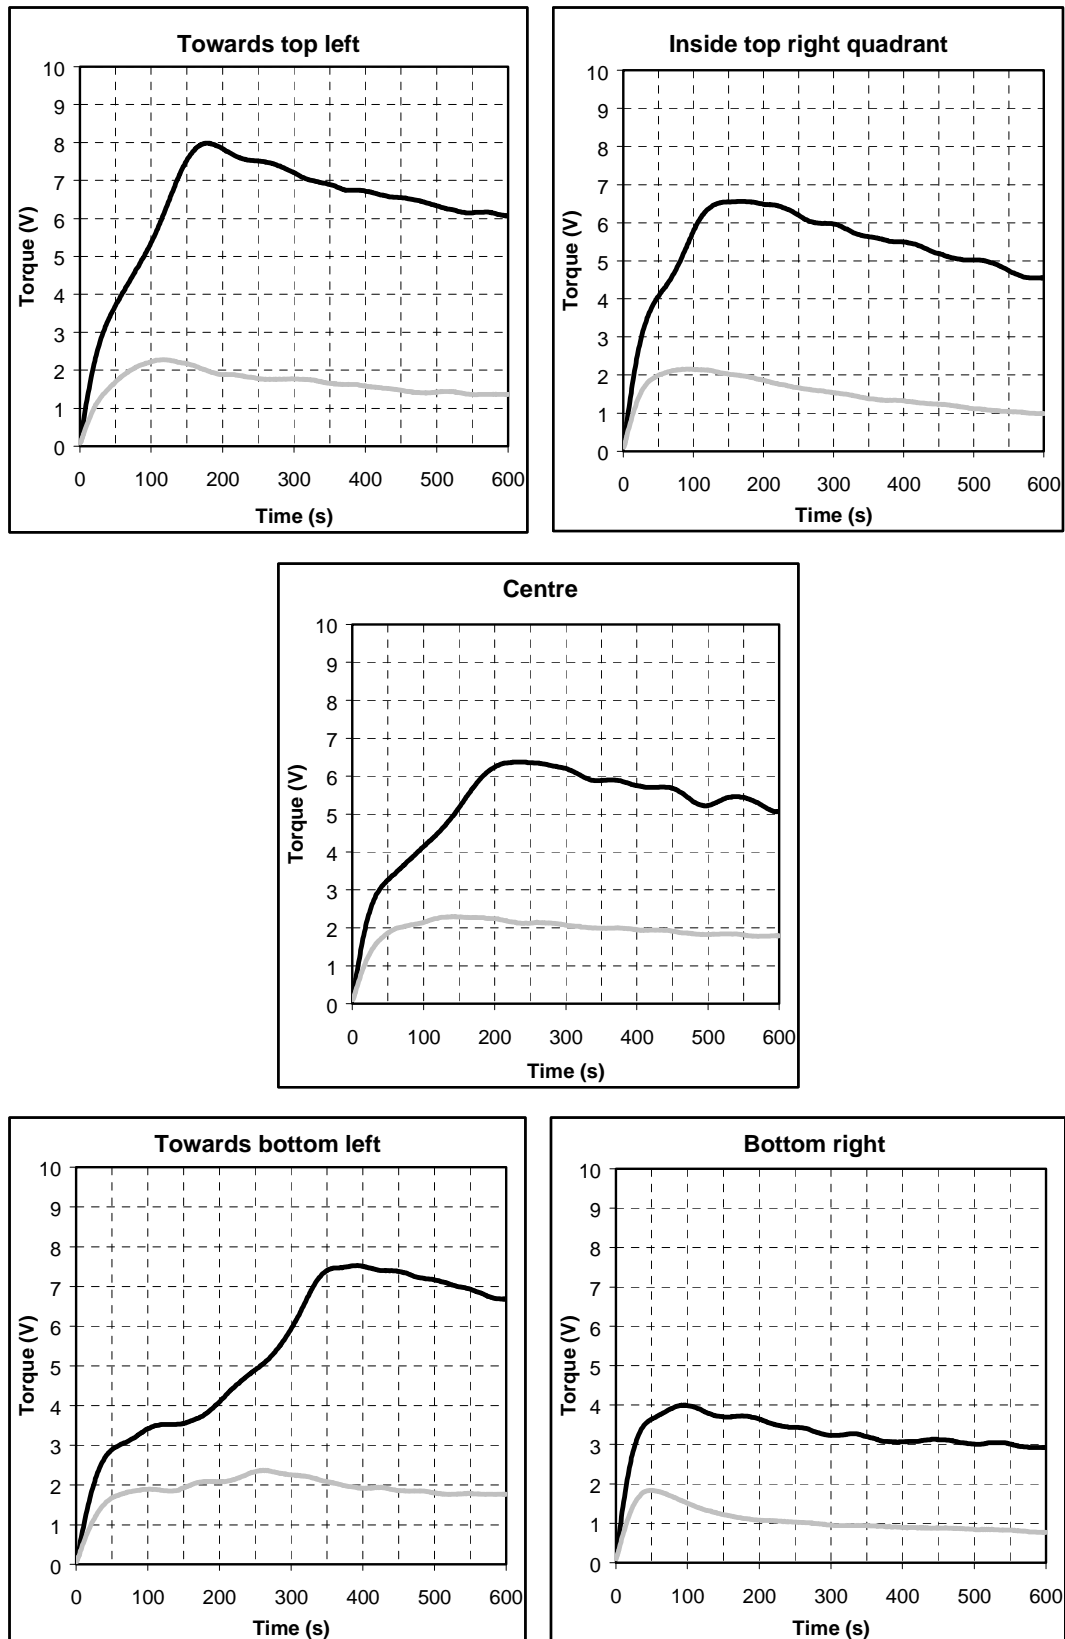 Towards top left
10
9
8
7
6
5
4
3
2
1
0
Torque (V)
0 100 200 300 400 500 600
Time (s)
Inside top right quadrant
10
9
8
7
6
5
4
3
2
1
0
Torque (V)
0 100 200 300 400 500 600
Time (s)
Centre
10
9
8
7
6
5
4
3
2
1
0
Torque (V)
0 100 200 300 400 500 600
Time (s)
Towards bottom left
10
9
8
7
6
5
4
3
2
1
0
Torque (V)
0 100 200 300 400 500 600
Time (s)
Bottom right
10
9
8
7
6
5
4
3
2
1
0
Torque (V)
0 100 200 300 400 500 600
Time (s)